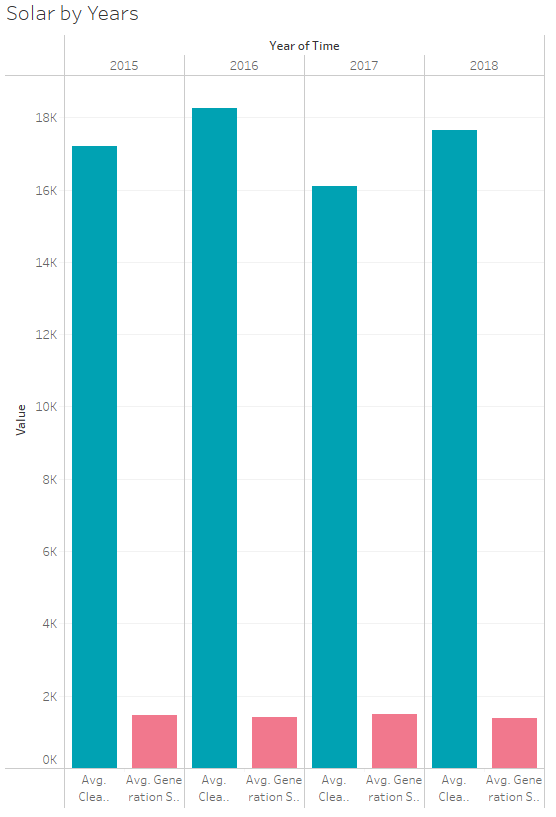 Solar by Years
Year of Time
2015 2016 2017 2018
18K
16K
14K
12K
10K
Value
8K
6K
4K
2K
0K
Avg. Avg. Gene Avg. Avg. Gene Avg. Avg. Gene Avg. Avg. Gene
Clea.. ration S.. Clea.. ration S.. Clea.. ration S.. Clea.. ration S..